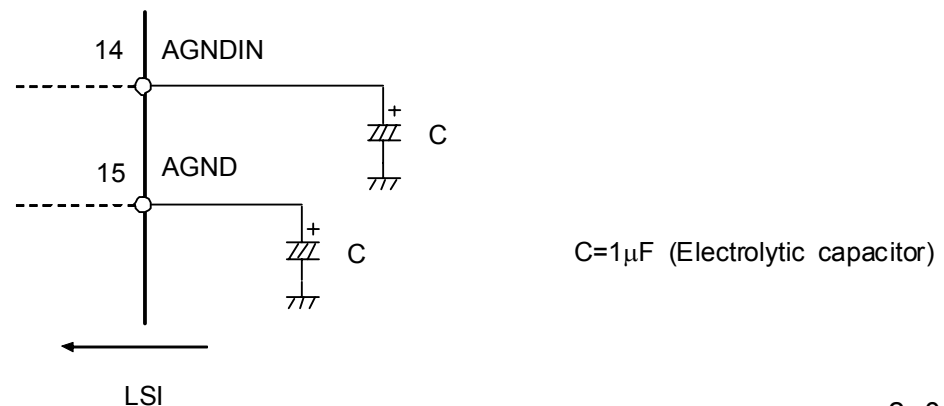 14 AGNDIN
+
C
15 AGND
+
C
C=1μF (Electrolytic capacitor)
LSI